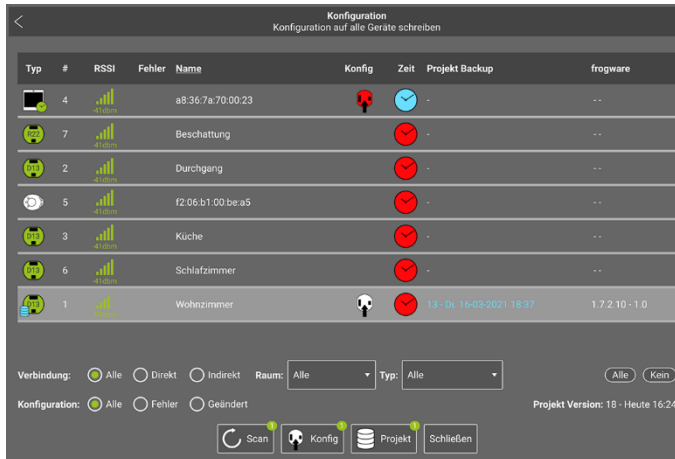 Konfiguration
Konfiguration auf alle Geräte schreiben
Typ # RSSI Fehler Name Konfig Zeit Projekt Backup frogware
4 -41dbm a8:36:7a:70:00:23 - - -
R22 7 -41dbm Beschattung - - -
D13 2 -41dbm Durchgang - - -
5 -41dbm f2:06:b1:00:be:a5 - - -
D13 3 -41dbm Küche - - -
D13 6 -41dbm Schlafzimmer - - -
D13 1 Wohnzimmer 13 - Di. 16-03-2021 18:37 1.7.2.10 - 1.0
Verbindung: Alle Direkt Indirekt Raum: Alle Typ: Alle Alle Kein
Konfiguration: Alle Fehler Geändert Projekt Version: 18 - Heute 16:24
Scan 1 Konfig 1 Projekt 1 Schließen